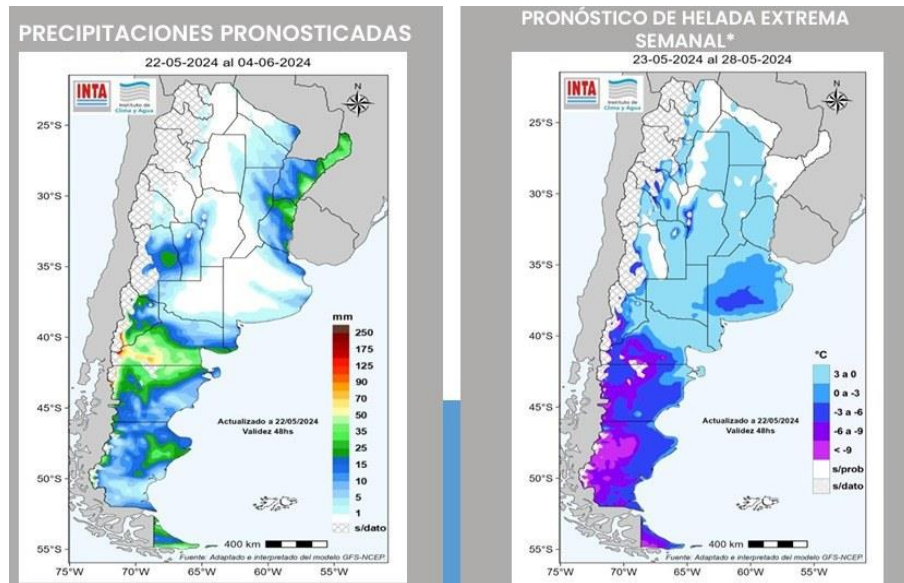 PRECIPITACIONES PRONOSTICADAS
22-05-2024 al 04-06-2024
INTA
Instituto de
Clima y Agua
N
25°S
30°S
35°S
40°S
45°S
50°S
55°S
mm
250
175
125
90
70
50
35
25
15
10
5
1
s/dato
Actualizado a 22/05/2024
Validez 48hs
400 km
Fuente: Adaptado e interpretado del modelo GFS-NCEP.
75°W
70°W
65°W
60°W
55°W
PRONÓSTICO DE HELADA EXTREMA
SEMANAL*
23-05-2024 al 28-05-2024
INTA
Instituto de
Clima y Agua
N
25°S
30°S
35°S
40°S
45°S
50°S
55°S
°C
3 a 0
0 a -3
-3 a -6
-6 a -9
< -9
s/prob
s/dato
Actualizado a 22/05/2024
Validez 48hs
400 km
Fuente: Adaptado e interpretado del modelo GFS-NCEP.
75°W
70°W
65°W
60°W
55°W